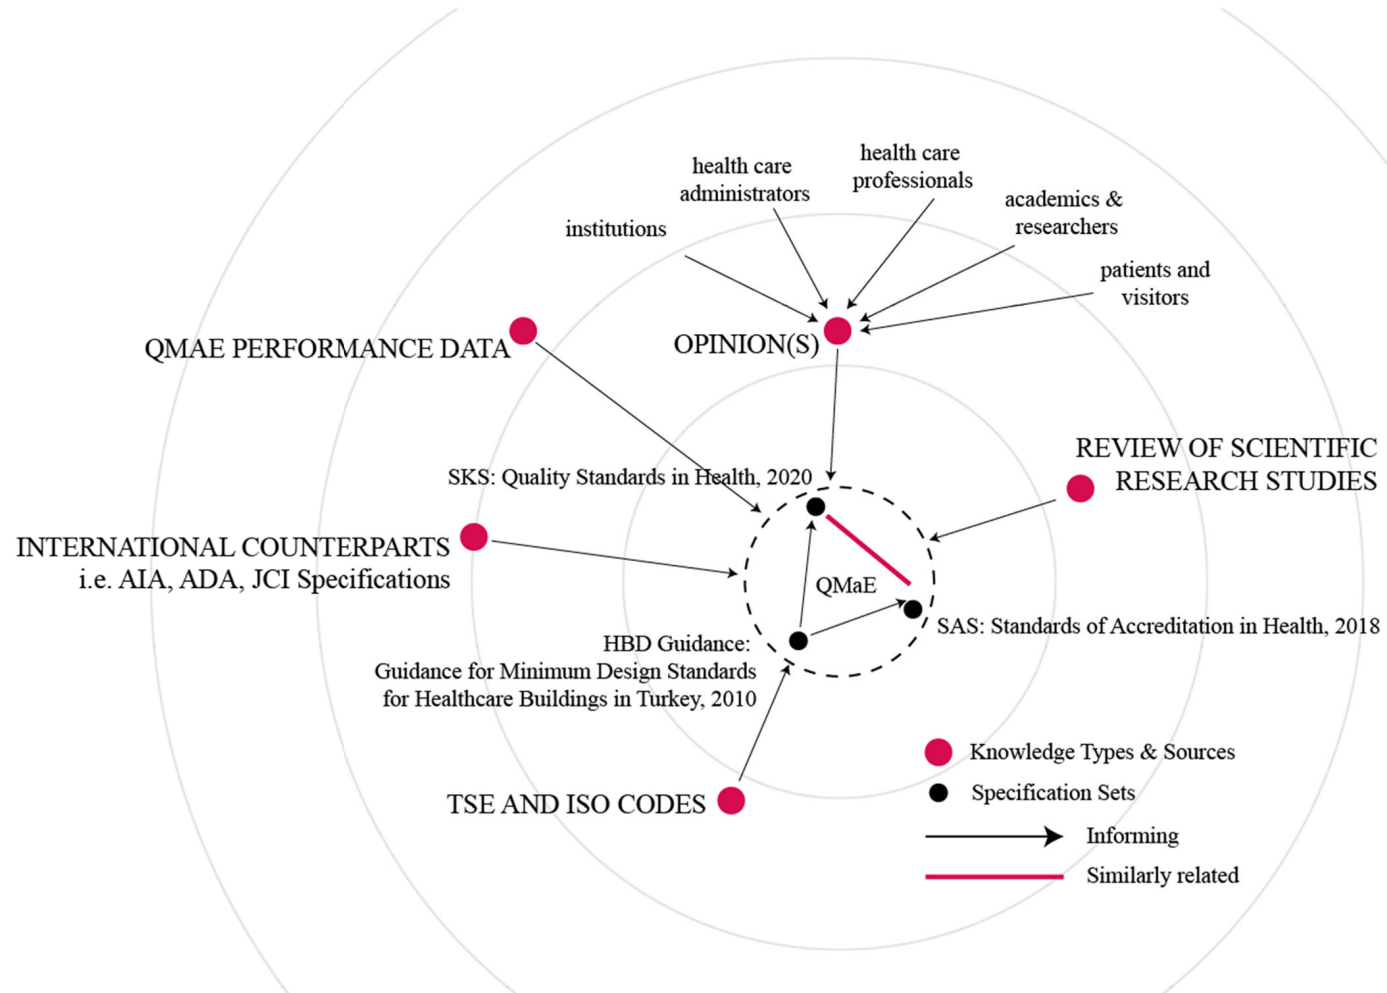 health care
administrators
health care
professionals
academics &
researchers
institutions
patients and
visitors
QMAE PERFORMANCE DATA
OPINION(S)
REVIEW OF SCIENTIFIC
RESEARCH STUDIES
SKS: Quality Standards in Health, 2020
INTERNATIONAL COUNTERPARTS
i.e. AIA, ADA, JCI Specifications
QMaE
SAS: Standards of Accreditation in Health, 2018
HBD Guidance:
Guidance for Minimum Design Standards
for Healthcare Buildings in Turkey, 2010
TSE AND ISO CODES
Knowledge Types & Sources
Specification Sets
Informing
Similarly related